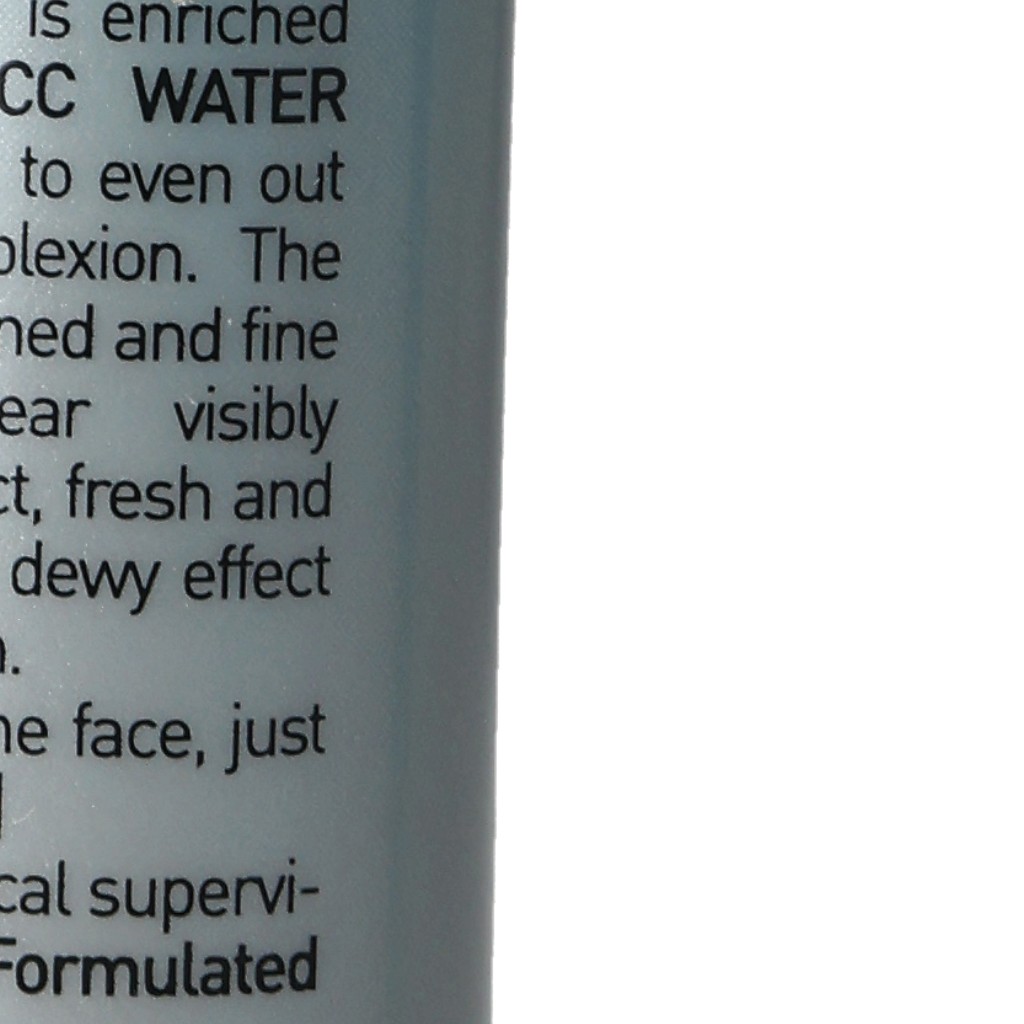 is enriched
CC WATER
to even out
plexion. The
ned and fine
ear visibly
ct, fresh and
dewy effect
.
he face, just
cal supervi-
Formulated